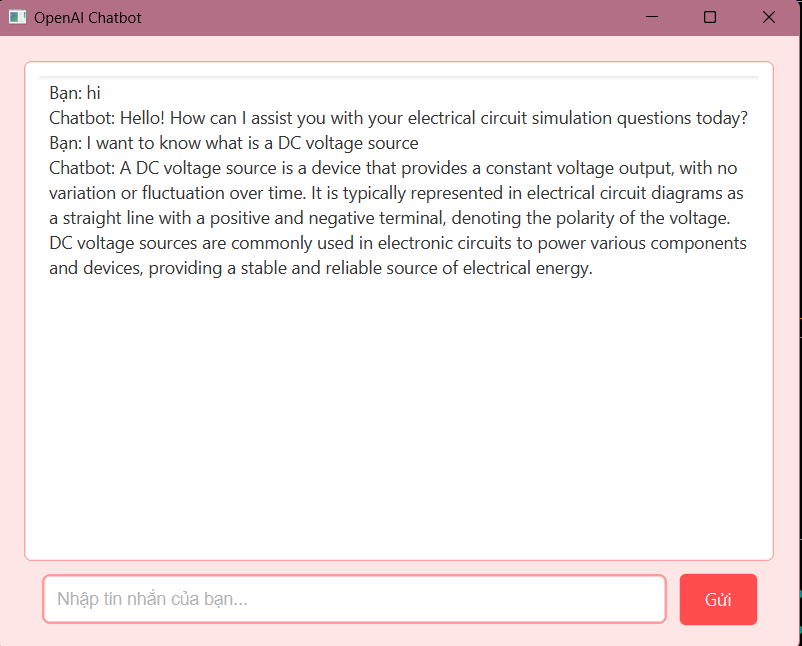 OpenAI Chatbot
Bạn: hi
Chatbot: Hello! How can I assist you with your electrical circuit simulation questions today?
Bạn: I want to know what is a DC voltage source
Chatbot: A DC voltage source is a device that provides a constant voltage output, with no
variation or fluctuation over time. It is typically represented in electrical circuit diagrams as
a straight line with a positive and negative terminal, denoting the polarity of the voltage.
DC voltage sources are commonly used in electronic circuits to power various components
and devices, providing a stable and reliable source of electrical energy.
Nhập tin nhắn của bạn...
Gửi